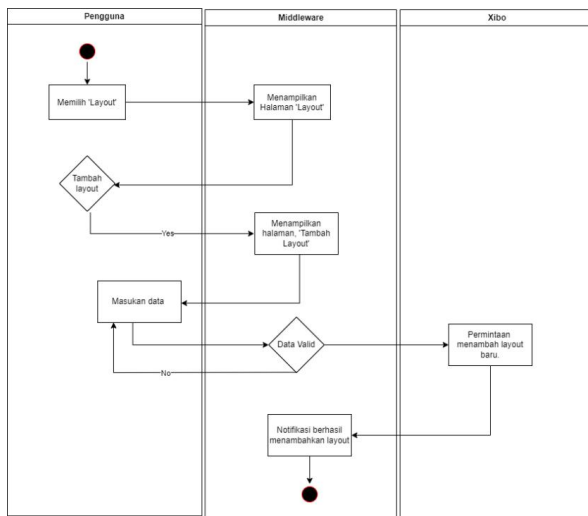 Pengguna
Middleware
Xibo
Memilih 'Layout'
Menampilkan
Halaman 'Layout'
Tambah
layout
Yes
Menampilkan
halaman, 'Tambah
Layout'
Masukan data
Data Valid
Permintaan
menambah layout
baru.
No
Notifikasi berhasil
menambahkan layout